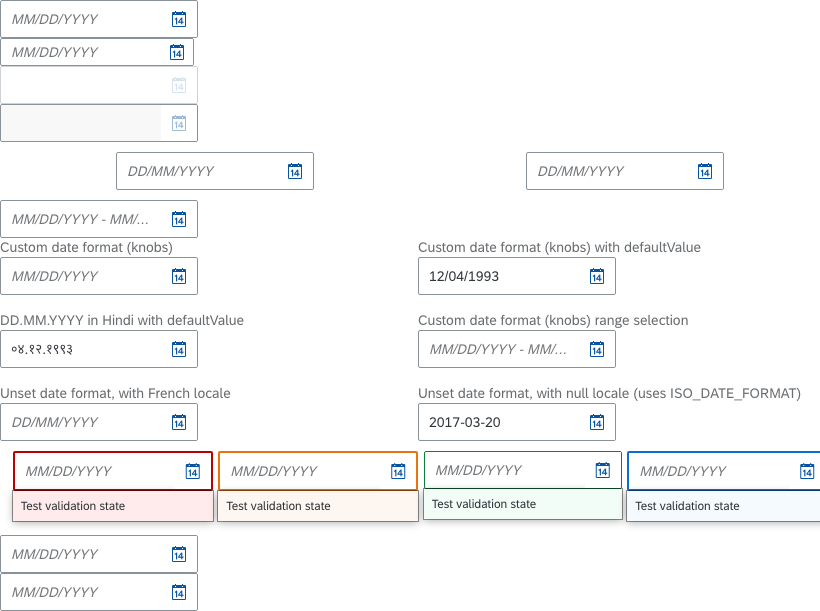 MM/DD/YYYY 14
MM/DD/YYYY 14
14
14
DD/MM/YYYY 14 DD/MM/YYYY 14
MM/DD/YYYY - MM/... 14
Custom date format (knobs) Custom date format (knobs) with defaultValue
MM/DD/YYYY 14 12/04/1993 14
DD.MM.YYYY in Hindi with defaultValue Custom date format (knobs) range selection
०४.१२.१९९३ 14 MM/DD/YYYY - MM/... 14
Unset date format, with French locale Unset date format, with null locale (uses ISO_DATE_FORMAT)
DD/MM/YYYY 14 2017-03-20 14
MM/DD/YYYY 14 MM/DD/YYYY 14 MM/DD/YYYY 14 MM/DD/YYYY 14
Test validation state Test validation state Test validation state Test validation state
MM/DD/YYYY 14
MM/DD/YYYY 14